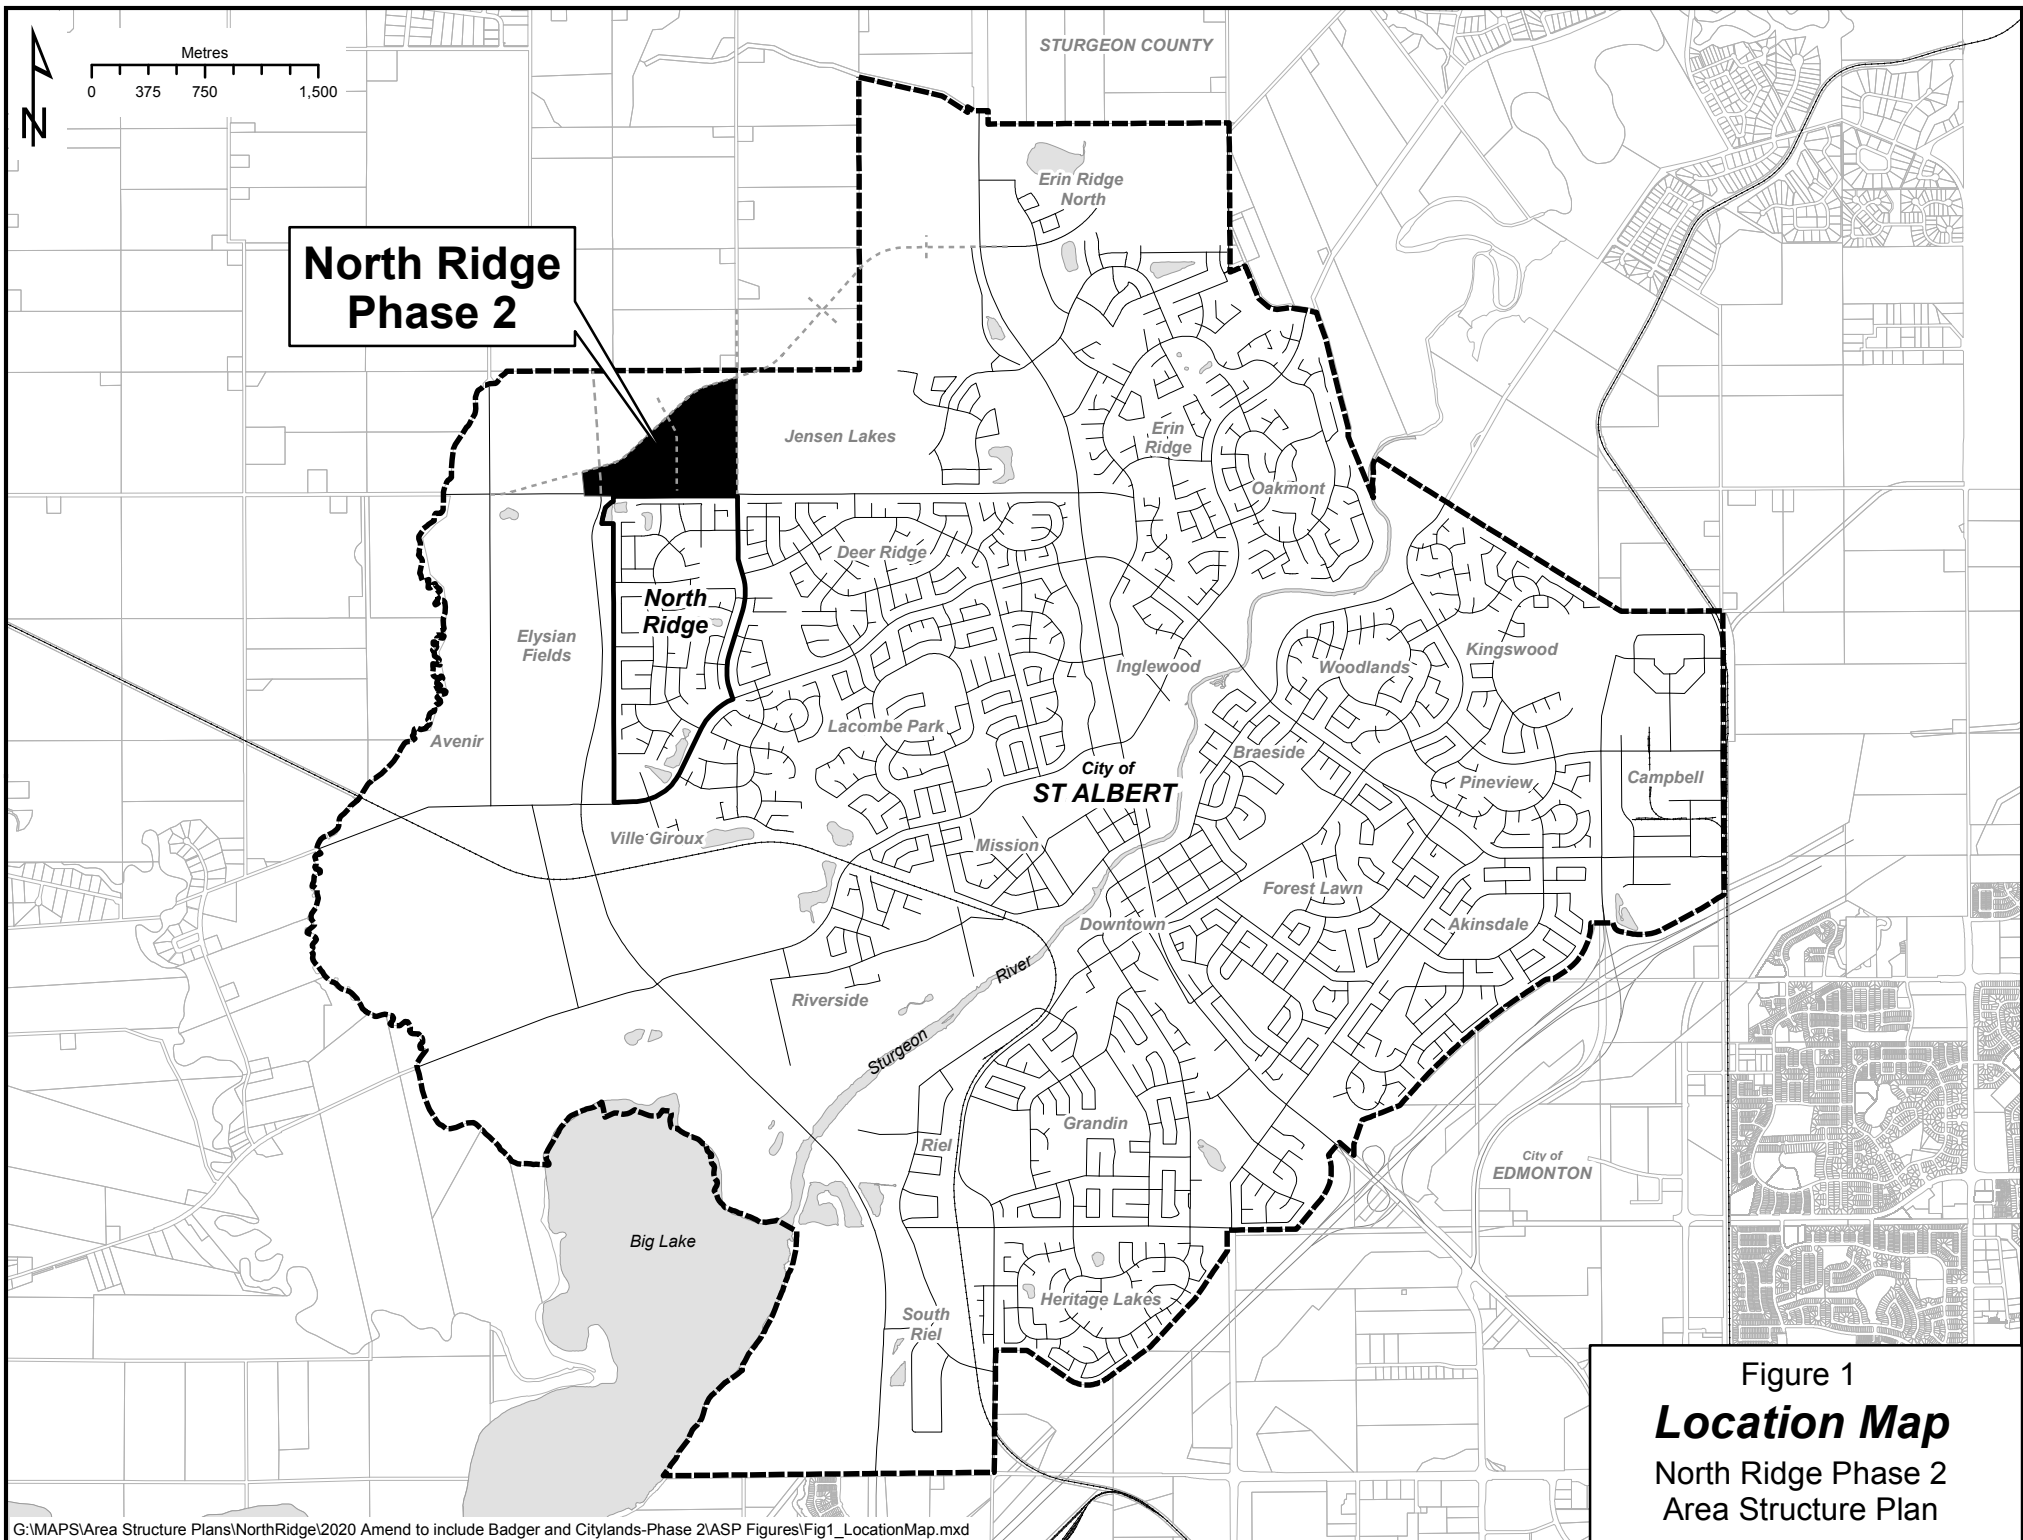 STURGEON COUNTY
Metres
0 375 750 1,500
N
Erin Ridge
North
North Ridge
Phase 2
Jensen Lakes
Erin
Ridge
Oakmont
Deer Ridge
North
Ridge
Elysian
Fields
Inglewood
Woodlands
Kingswood
Avenir
Lacombe Park
Braeside
City of
ST ALBERT
Pineview
Campbell
Ville Giroux
Mission
Forest Lawn
Downtown
Akinsdale
Riverside
River
Sturgeon
Grandin
Riel
City of
EDMONTON
Big Lake
Heritage Lakes
South
Riel
Figure 1
Location Map
North Ridge Phase 2
Area Structure Plan
G:\MAPS\Area Structure Plans\NorthRidge\2020 Amend to include Badger and Citylands-Phase 2\ASP Figures\Fig1_LocationMap.mxd